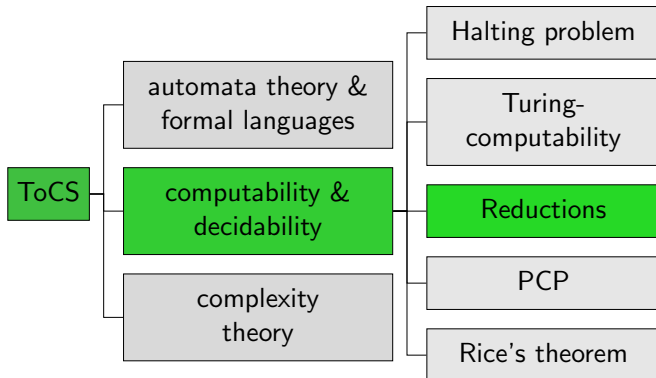 ToCS
automata theory &
formal languages
computability &
decidability
complexity
theory
Halting problem
Turing-
computability
Reductions
PCP
Rice's theorem